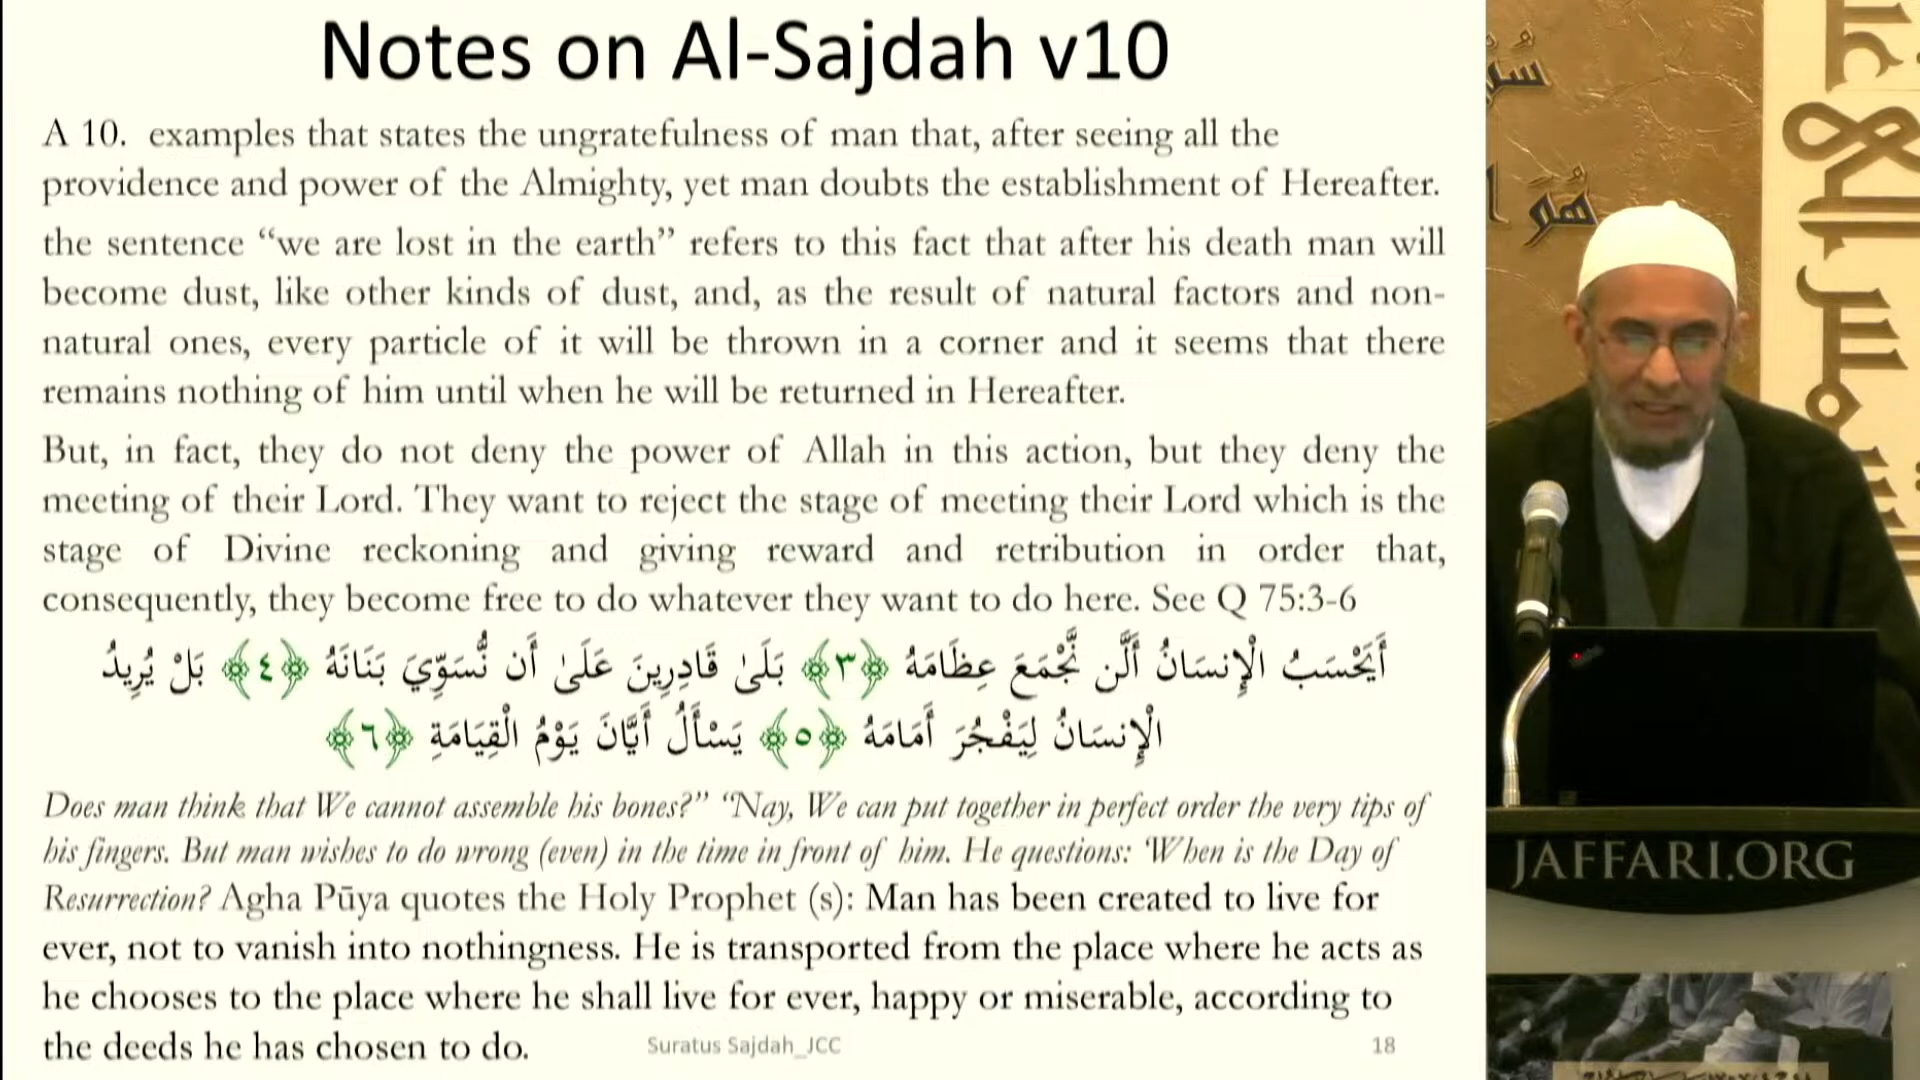 Notes on Al-Sajdah v10
A 10. examples that states the ungratefulness of man that, after seeing all the
providence and power of the Almighty, yet man doubts the establishment of Hereafter.
the sentence “we are lost in the earth” refers to this fact that after his death man will
become dust, like other kinds of dust, and, as the result of natural factors and non-
natural ones, every particle of it will be thrown in a corner and it seems that there
remains nothing of him until when he will be returned in Hereafter.
But, in fact, they do not deny the power of Allah in this action, but they deny the
meeting of their Lord. They want to reject the stage of meeting their Lord which is the
stage of Divine reckoning and giving reward and retribution in order that,
consequently, they become free to do whatever they want to do here. See Q 75:3-6
أَيَحْسَبُ الْإِنسَانُ أَلَّن نَّجْمَعَ عِظَامَهُ ﴿٣﴾ بَلَىٰ قَادِرِينَ عَلَىٰ أَن نُّسَوِّيَ بَنَانَهُ ﴿٤﴾ بَلْ يُرِيدُ
الْإِنسَانُ لِيَفْجُرَ أَمَامَهُ ﴿٥﴾ يَسْأَلُ أَيَّانَ يَوْمُ الْقِيَامَةِ ﴿٦﴾
Does man think that We cannot assemble his bones?” “Nay, We can put together in perfect order the very tips of
his fingers. But man wishes to do wrong (even) in the time in front of him. He questions: ‘When is the Day of
Resurrection? Agha Pūya quotes the Holy Prophet (s): Man has been created to live for
ever, not to vanish into nothingness. He is transported from the place where he acts as
he chooses to the place where he shall live for ever, happy or miserable, according to
the deeds he has chosen to do.
Suratus Sajdah_JCC
18
هُوَ
JAFFARI.ORG